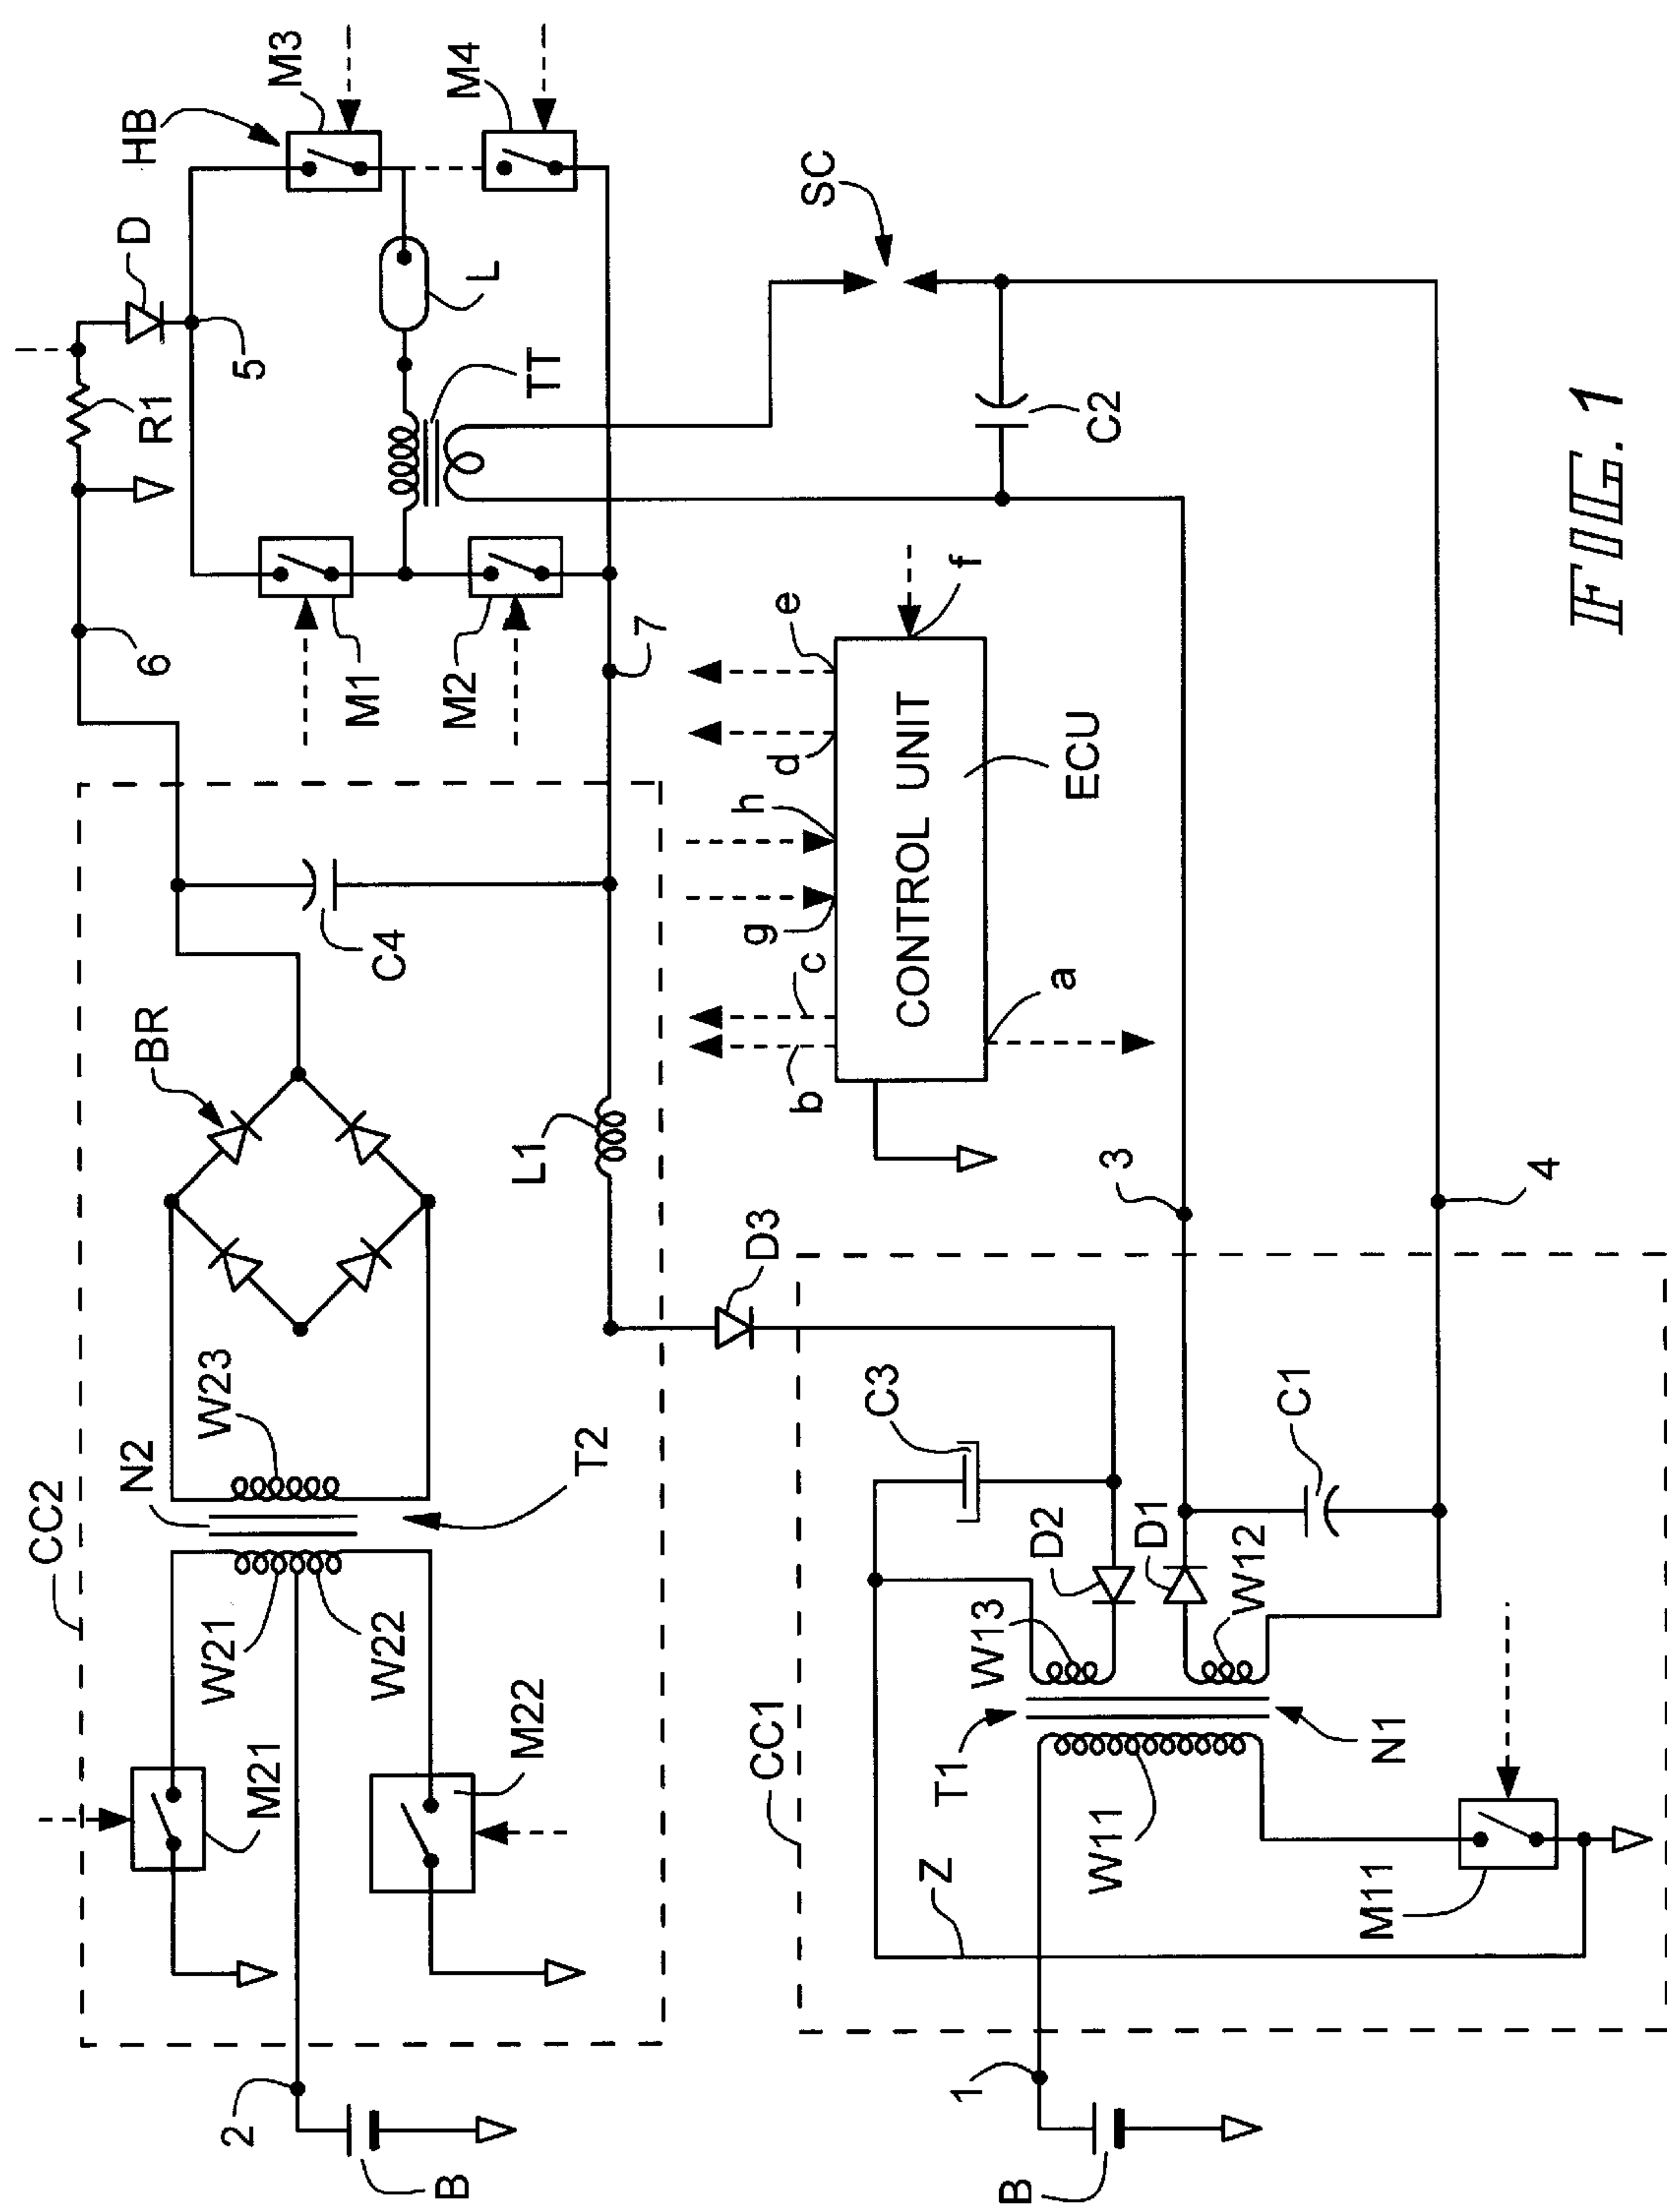 CC2
N2
W23
BR
C4
6
R1
D
5
HB
M3
M4
M21
W21
W22
M22
T2
L1
7
M1
M2
TT
L
SC
2
B
D3
b
c
g
h
d
e
f
a
CONTROL UNIT
ECU
C2
CC1
Z
T1
W11
N1
M11
W13
D2
D1
W12
C3
C1
3
4
1
B
FIG. 1